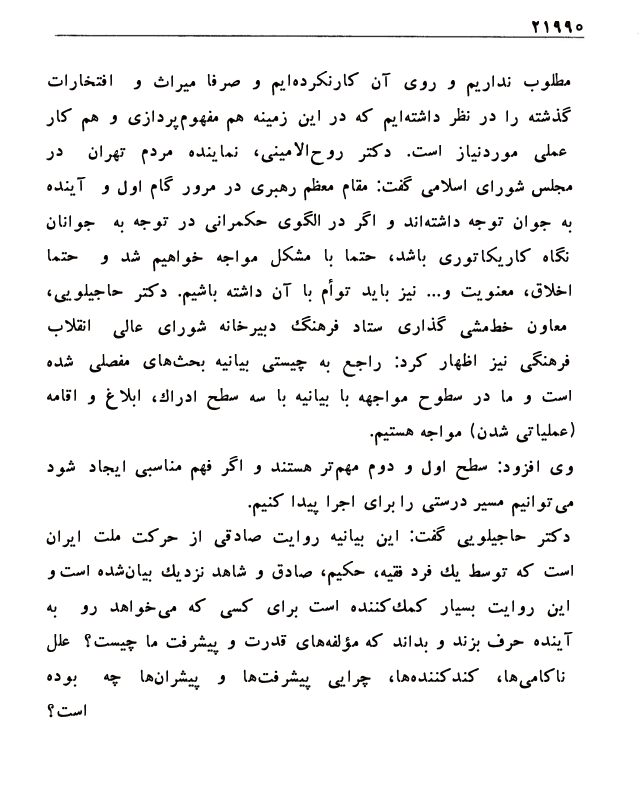 ۲۱۹۹۰
مطلوب نداریم و روی آن کارنکرده‌ایم و صرفا میراث و افتخارات
گذشته را در نظر داشته‌ایم که در این زمینه هم مفهوم‌پردازی و هم کار
عملی موردنیاز است. دکتر روح‌الامینی، نماینده مردم تهران در
مجلس شورای اسلامی گفت: مقام معظم رهبری در مرور گام اول و آینده
به جوان توجه داشته‌اند و اگر در الگوی حکمرانی در توجه به جوانان
نگاه کاریکاتوری باشد، حتما با مشکل مواجه خواهیم شد و حتما
اخلاق، معنویت و... نیز باید توأم با آن داشته باشیم. دکتر حاجیلویی،
معاون خط‌مشی گذاری ستاد فرهنگ دبیرخانه شورای عالی انقلاب
فرهنگی نیز اظهار کرد: راجع به چیستی بیانیه بحث‌های مفصلی شده
است و ما در سطوح مواجهه با بیانیه با سه سطح ادراك، ابلاغ و اقامه
(عملیاتی شدن) مواجه هستیم.
وی افزود: سطح اول و دوم مهم‌تر هستند و اگر فهم مناسبی ایجاد شود
می‌توانیم مسیر درستی را برای اجرا پیدا کنیم.
دکتر حاجیلویی گفت: این بیانیه روایت صادقی از حرکت ملت ایران
است که توسط یك فرد فقیه، حکیم، صادق و شاهد نزدیك بیان‌شده است و
این روایت بسیار کمك‌کننده است برای کسی که می‌خواهد رو به
آینده حرف بزند و بداند که مؤلفه‌های قدرت و پیشرفت ما چیست؟ علل
ناکامی‌ها، کندکننده‌ها، چرایی پیشرفت‌ها و پیشران‌ها چه بوده
است؟